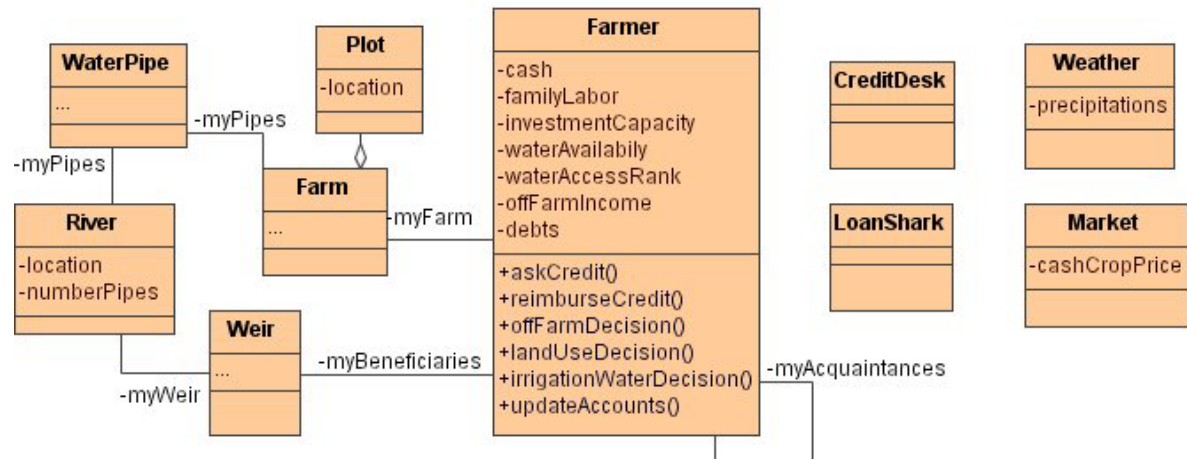 WaterPipe
...
-myPipes
-myPipes
Plot
-location
Farm
...
-myFarm
River
-location
-numberPipes
Weir
...
-myWeir
-myBeneficiaries
Farmer
-cash
-familyLabor
-investmentCapacity
-waterAvailabily
-waterAccessRank
-offFarmIncome
-debts
+askCredit()
+reimburseCredit()
+offFarmDecision()
+landUseDecision()
+irrigationWaterDecision()
+updateAccounts()
-myAcquaintances
CreditDesk
LoanShark
Weather
-precipitations
Market
-cashCropPrice